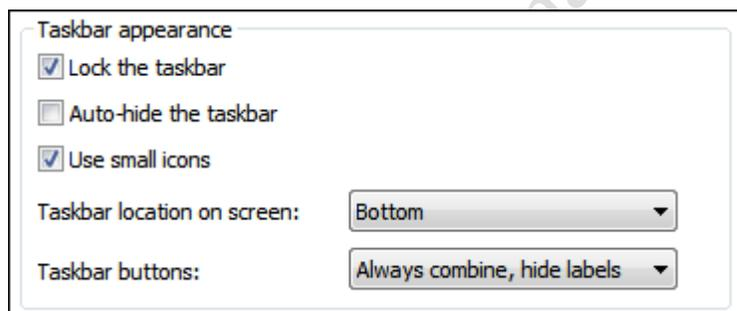 Taskbar appearance
Lock the taskbar
Auto-hide the taskbar
Use small icons
Taskbar location on screen: Bottom
Taskbar buttons: Always combine, hide labels